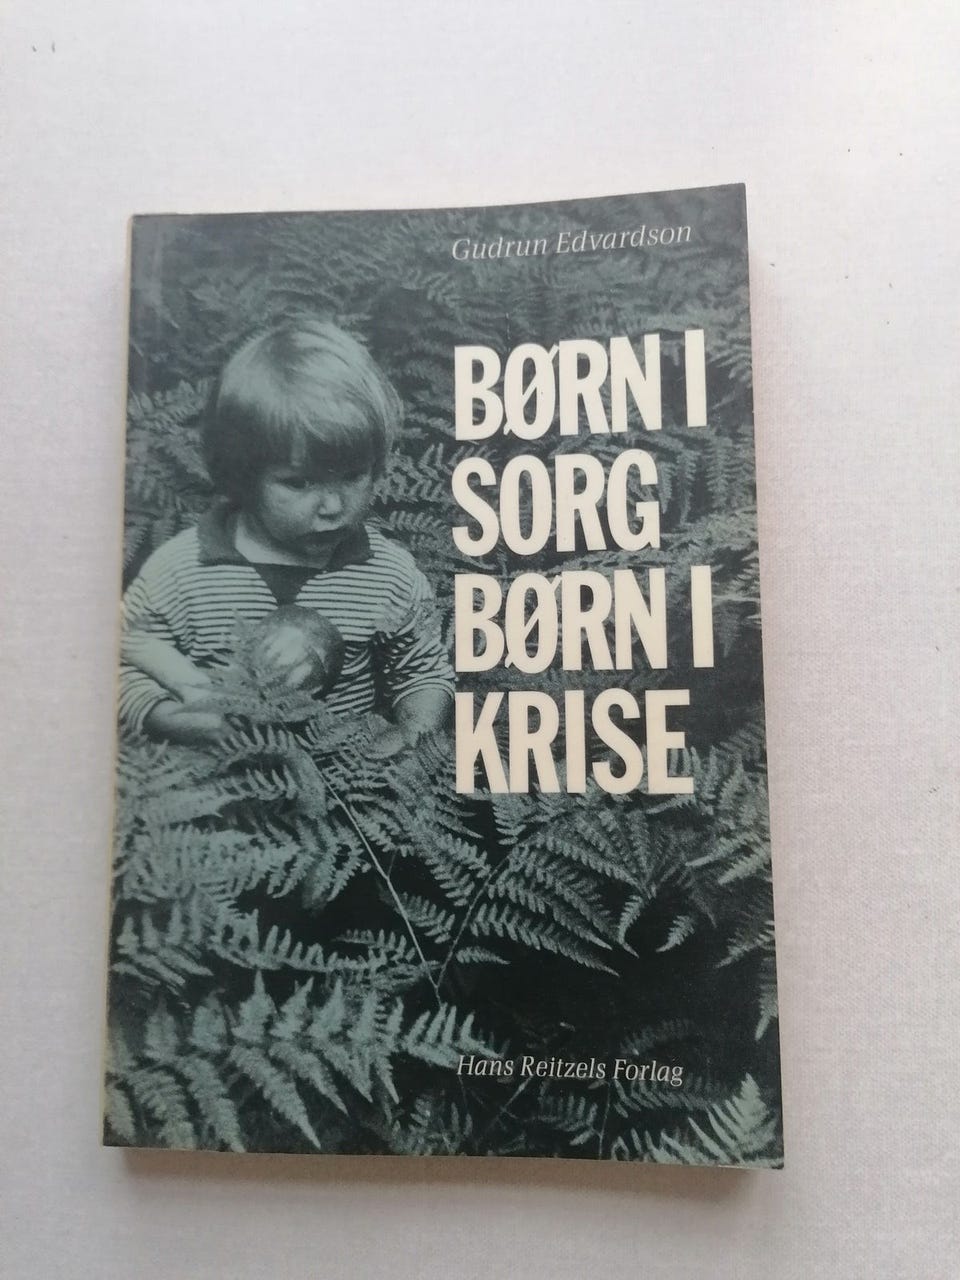 Gudrun Edvardson
BØRN I
SORG
BØRN I
KRISE
Hans Reitzels Forlag